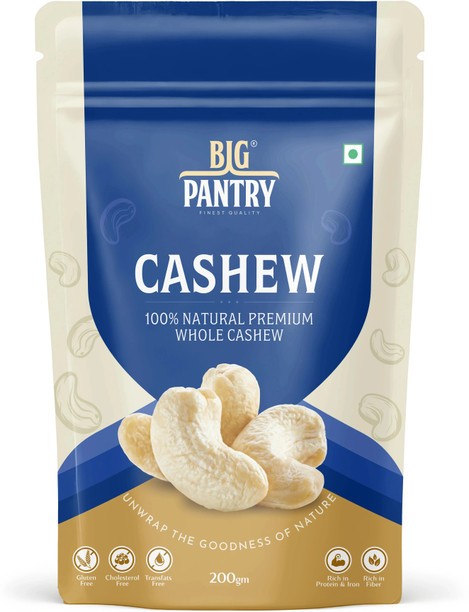 BIG®
PANTRY
FINEST QUALITY
CASHEW
100% NATURAL PREMIUM
WHOLE CASHEW
UNWRAP THE GOODNESS OF NATURE
Gluten
Free
Cholesterol
Free
Transfats
Free
200gm
Rich in
Protein & Iron
Rich in
Fiber